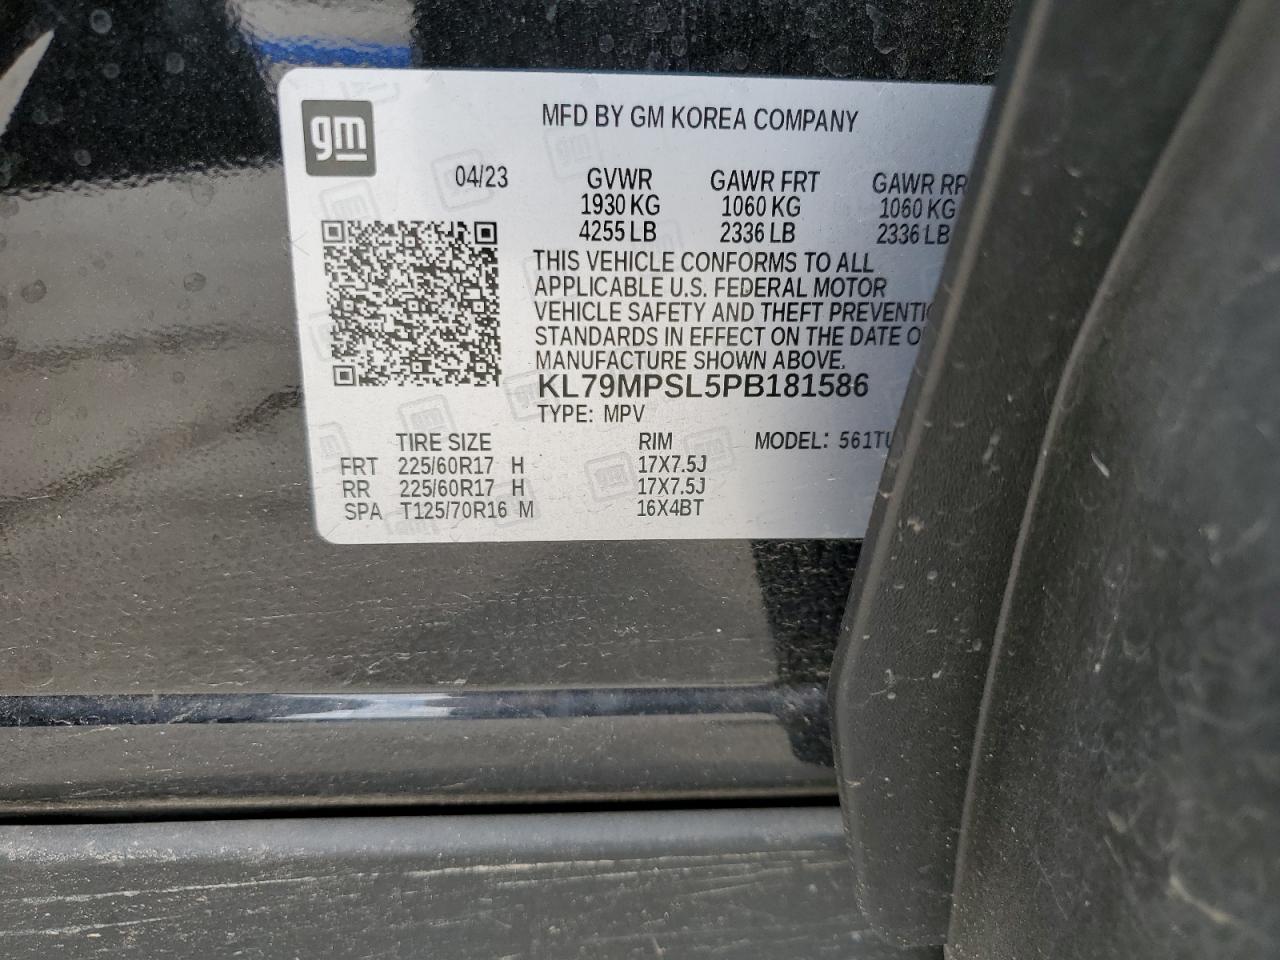 gm
MFD BY GM KOREA COMPANY
04/23 GVWR GAWR FRT GAWR RR
1930 KG 1060 KG 1060 KG
4255 LB 2336 LB 2336 LB
THIS VEHICLE CONFORMS TO ALL
APPLICABLE U.S. FEDERAL MOTOR
VEHICLE SAFETY AND THEFT
STANDARDS IN EFFECT ON THE DATE
MANUFACTURE SHOWN ABOVE.
KL79MPSL5PB181586
TYPE: MPV
TIRE SIZE RIM MODEL:
FRT 225/60R17 H 17X7.5J
RR 225/60R17 H 17X7.5J
SPA T125/70R16 M 16X4BT